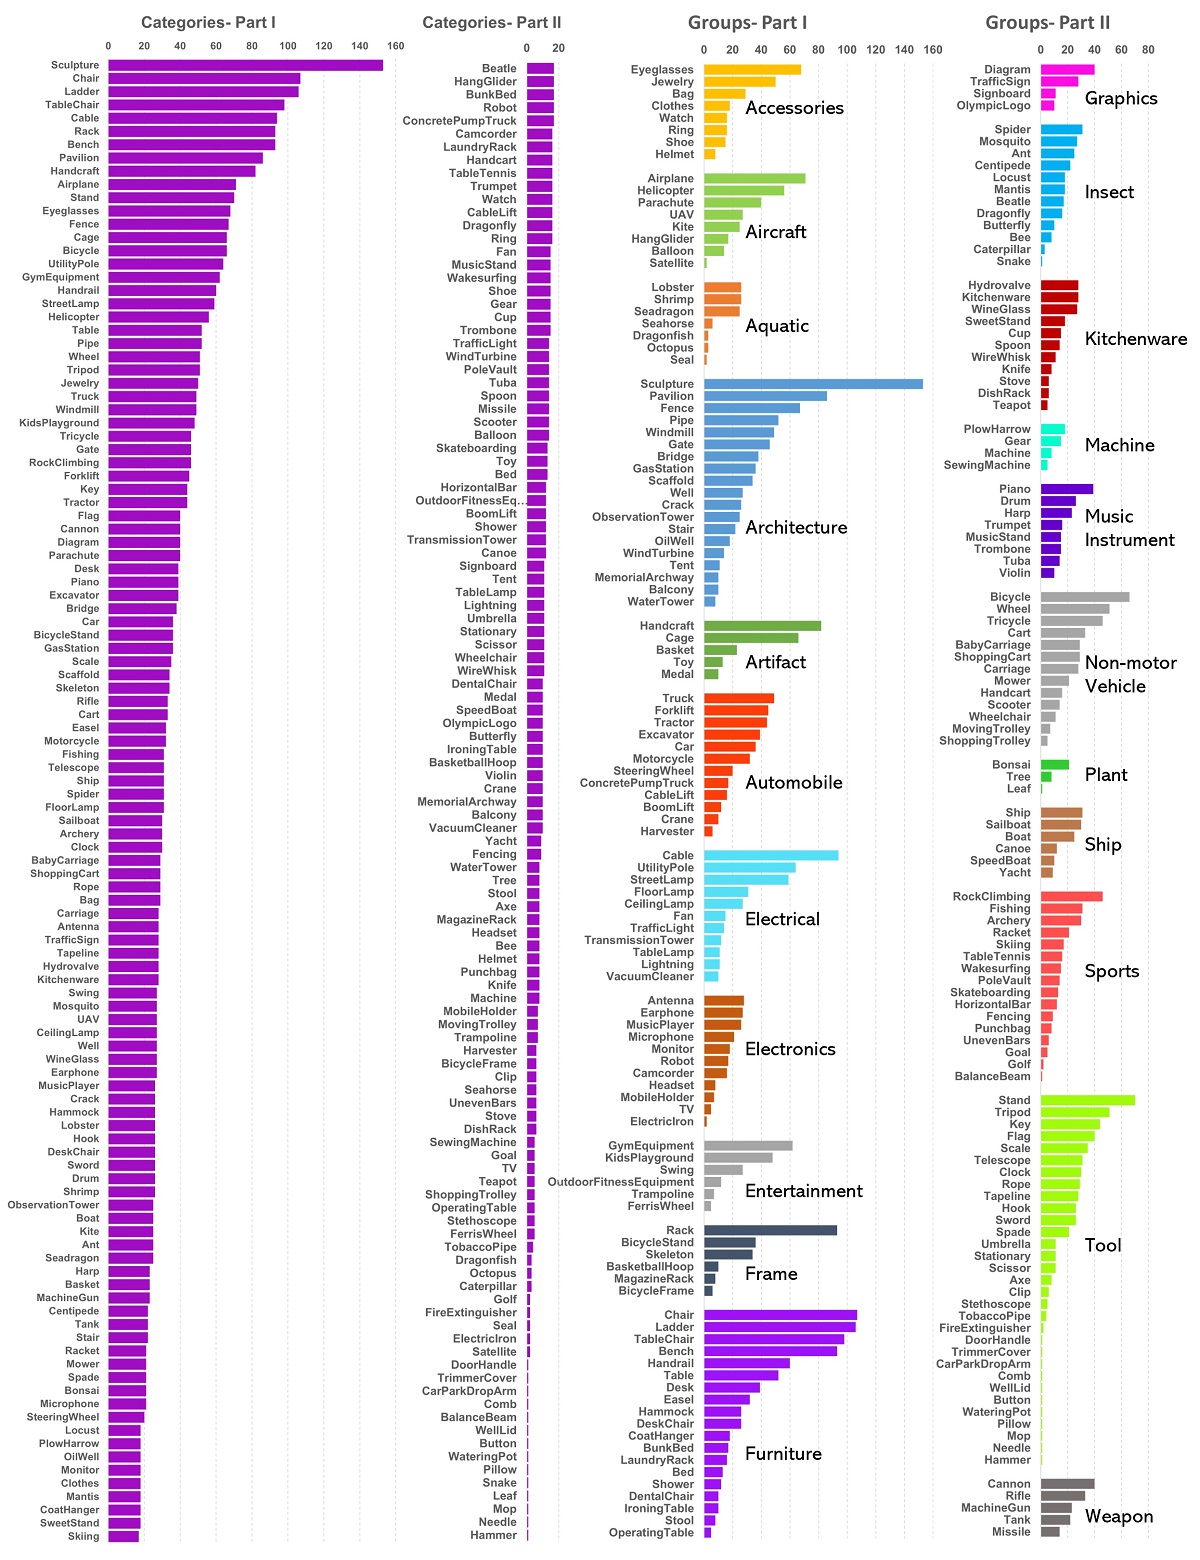 Categories- Part I
0 20 40 60 80 100 120 140 160
Sculpture
Chair
Ladder
TableChair
Cable
Rack
Bench
Pavilion
Handcraft
Airplane
Stand
Eyeglasses
Fence
Cage
Bicycle
UtilityPole
GymEquipment
Handrail
StreetLamp
Helicopter
Table
Pipe
Wheel
Tripod
Jewelry
Truck
Windmill
KidsPlayground
Tricycle
Gate
RockClimbing
Forklift
Key
Tractor
Flag
Cannon
Diagram
Parachute
Desk
Piano
Excavator
Bridge
Car
BicycleStand
GasStation
Scale
Scaffold
Skeleton
Rifle
Cart
Easel
Motorcycle
Fishing
Telescope
Ship
Spider
FloorLamp
Sailboat
Archery
Clock
BabyCarriage
ShoppingCart
Rope
Bag
Carriage
Antenna
TrafficSign
Tapeline
Hydrovalve
Kitchenware
Swing
Mosquito
UAV
CeilingLamp
Well
WineGlass
Earphone
MusicPlayer
Crack
Hammock
Lobster
Hook
DeskChair
Sword
Drum
Shrimp
ObservationTower
Boat
Kite
Ant
Seadragon
Harp
Basket
MachineGun
Centipede
Tank
Stair
Racket
Mower
Spade
Bonsai
Microphone
SteeringWheel
Locust
PlowHarrow
OilWell
Monitor
Clothes
Mantis
CoatHanger
SweetStand
Skiing
Categories- Part II
0 20
Beatle
HangGlider
BunkBed
Robot
ConcretePumpTruck
Camcorder
LaundryRack
Handcart
TableTennis
Trumpet
Watch
CableLift
Dragonfly
Ring
Fan
MusicStand
Wakesurfing
Shoe
Gear
Cup
Trombone
TrafficLight
WindTurbine
PoleVault
Tuba
Spoon
Missile
Scooter
Balloon
Skateboarding
Toy
Bed
HorizontalBar
OutdoorFitnessEq...
BoomLift
Shower
TransmissionTower
Canoe
Signboard
Tent
TableLamp
Lightning
Umbrella
Stationary
Scissor
Wheelchair
WireWhisk
DentalChair
Medal
SpeedBoat
OlympicLogo
Butterfly
IroningTable
BasketballHoop
Violin
Crane
MemorialArchway
Balcony
VacuumCleaner
Yacht
Fencing
WaterTower
Tree
Stool
Axe
MagazineRack
Headset
Bee
Helmet
Punchbag
Knife
Machine
MobileHolder
MovingTrolley
Trampoline
Harvester
BicycleFrame
Clip
Seahorse
UnevenBars
Stove
DishRack
SewingMachine
Goal
TV
Teapot
ShoppingTrolley
OperatingTable
Stethoscope
FerrisWheel
TobaccoPipe
Dragonfish
Octopus
Caterpillar
Golf
FireExtinguisher
Seal
ElectricIron
Satellite
DoorHandle
TrimmerCover
CarParkDropArm
Comb
BalanceBeam
WellLid
Button
WateringPot
Pillow
Snake
Leaf
Mop
Needle
Hammer
Groups- Part I
0 20 40 60 80 100 120 140 160
Eyeglasses
Jewelry
Bag
Clothes
Watch
Ring
Shoe
Helmet
Accessories
Airplane
Helicopter
Parachute
UAV
Kite
HangGlider
Balloon
Satellite
Aircraft
Lobster
Shrimp
Seadragon
Seahorse
Dragonfish
Octopus
Seal
Aquatic
Sculpture
Pavilion
Fence
Pipe
Windmill
Gate
Bridge
GasStation
Scaffold
Well
Crack
ObservationTower
Stair
OilWell
WindTurbine
Tent
MemorialArchway
Balcony
WaterTower
Architecture
Handcraft
Cage
Basket
Toy
Medal
Artifact
Truck
Forklift
Tractor
Excavator
Car
Motorcycle
SteeringWheel
ConcretePumpTruck
CableLift
BoomLift
Crane
Harvester
Automobile
Cable
UtilityPole
StreetLamp
FloorLamp
CeilingLamp
Fan
TrafficLight
TransmissionTower
TableLamp
Lightning
VacuumCleaner
Electrical
Antenna
Earphone
MusicPlayer
Microphone
Monitor
Robot
Camcorder
Headset
MobileHolder
TV
ElectricIron
Electronics
GymEquipment
KidsPlayground
Swing
OutdoorFitnessEquipment
Trampoline
FerrisWheel
Entertainment
Rack
BicycleStand
Skeleton
BasketballHoop
MagazineRack
BicycleFrame
Frame
Chair
Ladder
TableChair
Bench
Handrail
Table
Desk
Easel
Hammock
DeskChair
CoatHanger
BunkBed
LaundryRack
Bed
Shower
DentalChair
IroningTable
Stool
OperatingTable
Furniture
Groups- Part II
0 20 40 60 80
Diagram
TrafficSign
Signboard
OlympicLogo
Graphics
Spider
Mosquito
Ant
Centipede
Locust
Mantis
Beatle
Dragonfly
Butterfly
Bee
Caterpillar
Snake
Insect
Hydrovalve
Kitchenware
WineGlass
SweetStand
Cup
Spoon
WireWhisk
Knife
Stove
DishRack
Teapot
Kitchenware
PlowHarrow
Gear
Machine
SewingMachine
Machine
Piano
Drum
Harp
Trumpet
MusicStand
Trombone
Tuba
Violin
Music
Instrument
Bicycle
Wheel
Tricycle
Cart
BabyCarriage
ShoppingCart
Carriage
Mower
Handcart
Scooter
Wheelchair
MovingTrolley
ShoppingTrolley
Non-motor
Vehicle
Bonsai
Tree
Leaf
Plant
Ship
Sailboat
Boat
Canoe
SpeedBoat
Yacht
Ship
RockClimbing
Fishing
Archery
Racket
Skiing
TableTennis
Wakesurfing
PoleVault
Skateboarding
HorizontalBar
Fencing
Punchbag
UnevenBars
Goal
Golf
BalanceBeam
Sports
Stand
Tripod
Key
Flag
Scale
Telescope
Clock
Rope
Tapeline
Hook
Sword
Spade
Umbrella
Stationary
Scissor
Axe
Clip
Stethoscope
TobaccoPipe
FireExtinguisher
DoorHandle
TrimmerCover
CarParkDropArm
Comb
WellLid
Button
WateringPot
Pillow
Mop
Needle
Hammer
Tool
Cannon
Rifle
MachineGun
Tank
Missile
Weapon